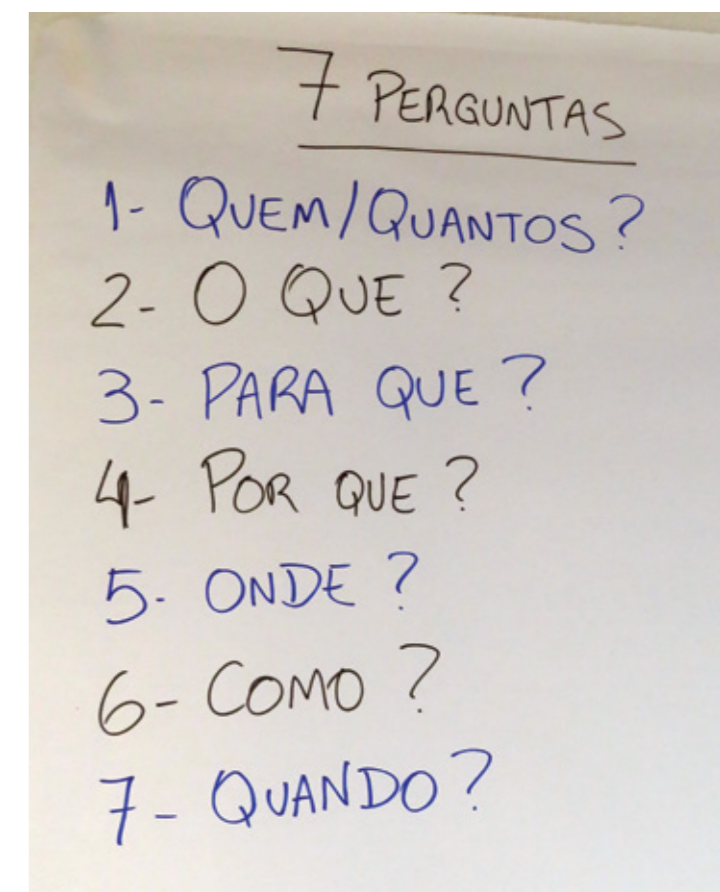 7 PERGUNTAS
1- QUEM/QUANTOS?
2- O QUE ?
3- PARA QUE ?
4- POR QUE ?
5- ONDE ?
6- COMO ?
7- QUANDO ?